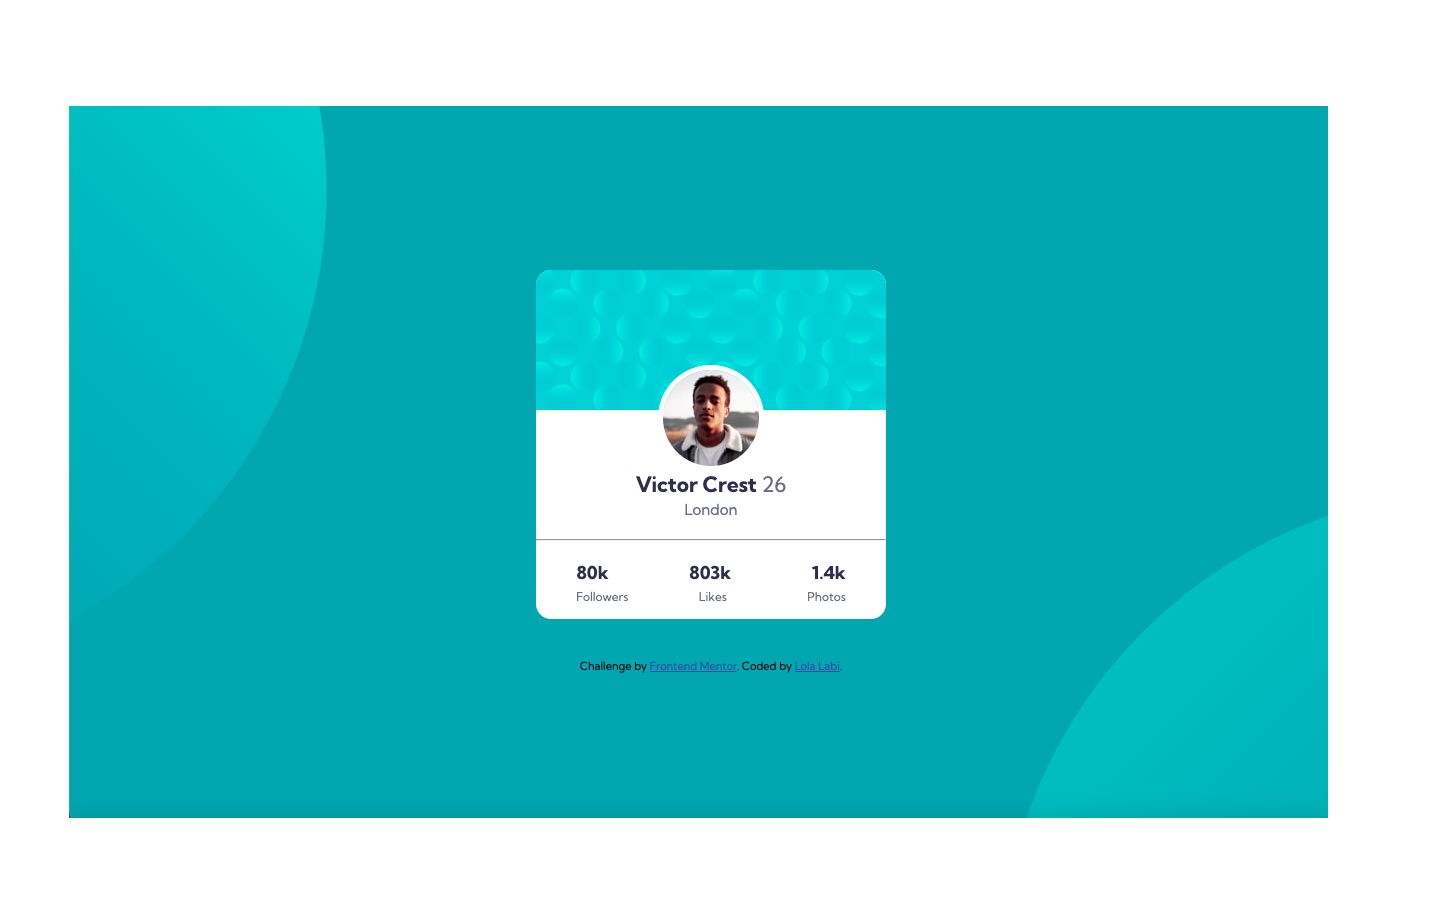 Victor Crest 26
London
80k 803k 1.4k
Followers Likes Photos
Challenge by Frontend Mentor. Coded by Lola Labi.